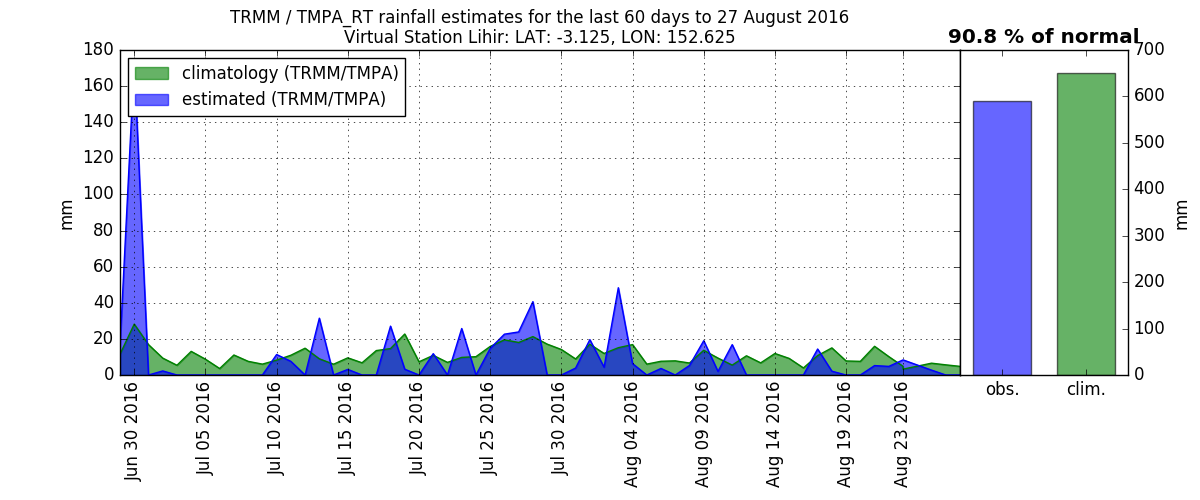 TRMM / TMPA_RT rainfall estimates for the last 60 days to 27 August 2016
Virtual Station Lihir: LAT: -3.125, LON: 152.625
90.8 % of normal
climatology (TRMM/TMPA)
estimated (TRMM/TMPA)
mm
180
160
140
120
100
80
60
40
20
0
Jun 30 2016
Jul 05 2016
Jul 10 2016
Jul 15 2016
Jul 20 2016
Jul 25 2016
Jul 30 2016
Aug 04 2016
Aug 09 2016
Aug 14 2016
Aug 19 2016
Aug 23 2016
700
600
500
400
300
200
100
0
mm
obs.
clim.